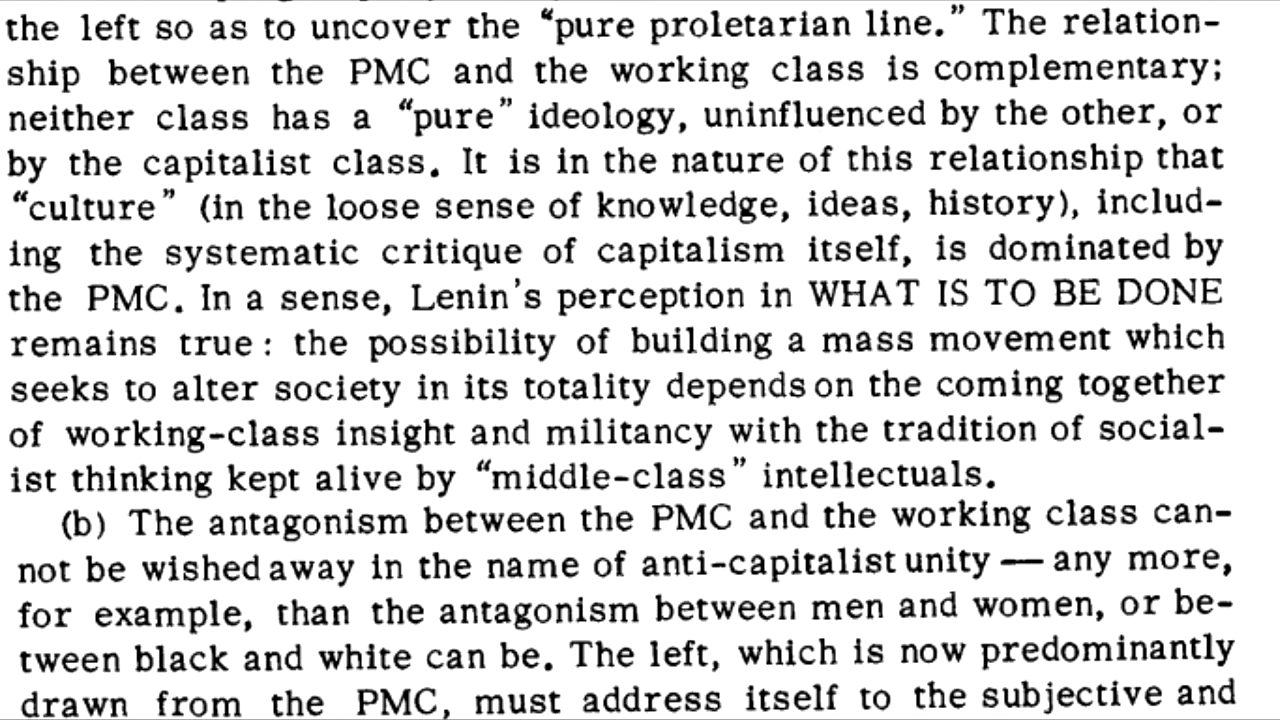 the left so as to uncover the “pure proletarian line.” The relation-
ship between the PMC and the working class is complementary;
neither class has a “pure” ideology, uninfluenced by the other, or
by the capitalist class. It is in the nature of this relationship that
“culture” (in the loose sense of knowledge, ideas, history), includ-
ing the systematic critique of capitalism itself, is dominated by
the PMC. In a sense, Lenin's perception in WHAT IS TO BE DONE
remains true: the possibility of building a mass movement which
seeks to alter society in its totality depends on the coming together
of working-class insight and militancy with the tradition of social-
ist thinking kept alive by “middle-class” intellectuals.
(b) The antagonism between the PMC and the working class can-
not be wished away in the name of anti-capitalist unity — any more,
for example, than the antagonism between men and women, or be-
tween black and white can be. The left, which is now predominantly
drawn from the PMC, must address itself to the subjective and